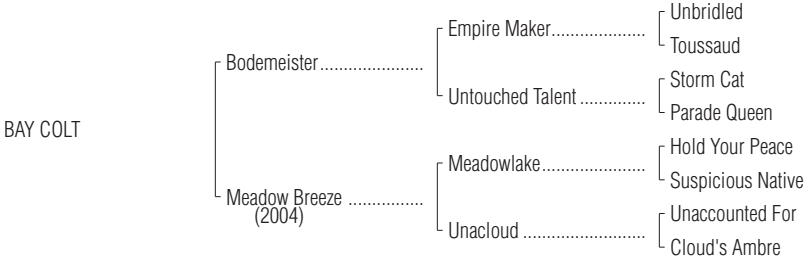 BAY COLT
Bodemeister......................
Meadow Breeze ................
(2004)
Empire Maker....................
Untouched Talent ..............
Meadowlake......................
Unacloud ..........................
Unbridled
Toussaud
Storm Cat
Parade Queen
Hold Your Peace
Suspicious Native
Unaccounted For
Cloud's Ambre